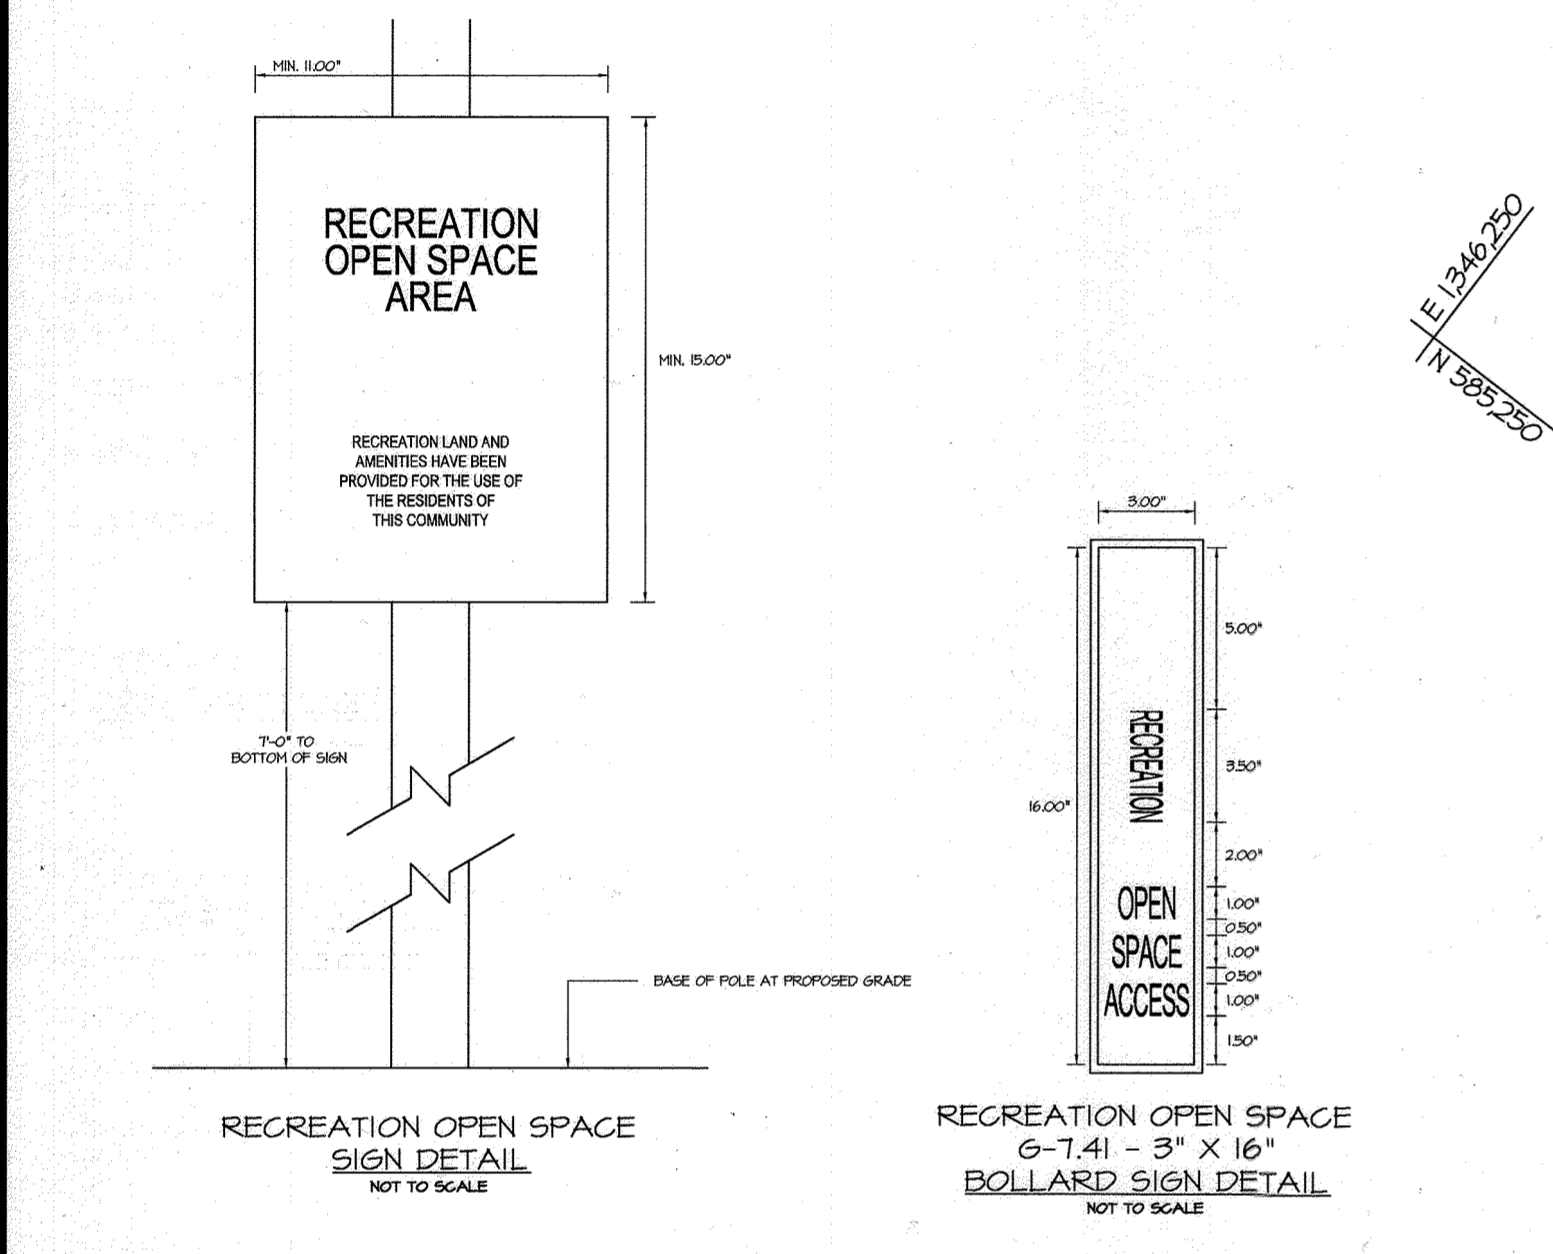 MIN. 11.00"
RECREATION
OPEN SPACE
AREA
MIN. 15.00"
RECREATION LAND AND
AMENITIES HAVE BEEN
PROVIDED FOR THE USE OF
THE RESIDENTS OF
THIS COMMUNITY
7'-0" TO
BOTTOM OF SIGN
BASE OF POLE AT PROPOSED GRADE
RECREATION OPEN SPACE
SIGN DETAIL
NOT TO SCALE
E 1,346,250
N 585,250
3.00"
16.00"
RECREATION
OPEN
SPACE
ACCESS
5.00"
3.50"
2.00"
1.00"
0.50"
1.00"
0.50"
1.00"
1.50"
RECREATION OPEN SPACE
G-7.41 - 3" X 16"
BOLLARD SIGN DETAIL
NOT TO SCALE